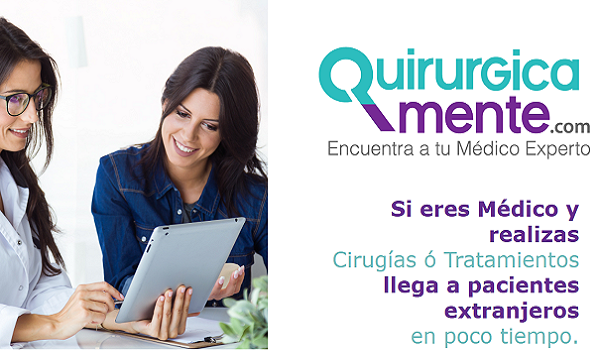 Quirurgica
mente.com
Encuentra a tu Médico Experto
Si eres Médico y
realizas
Cirugías ó Tratamientos
llega a pacientes
extranjeros
en poco tiempo.